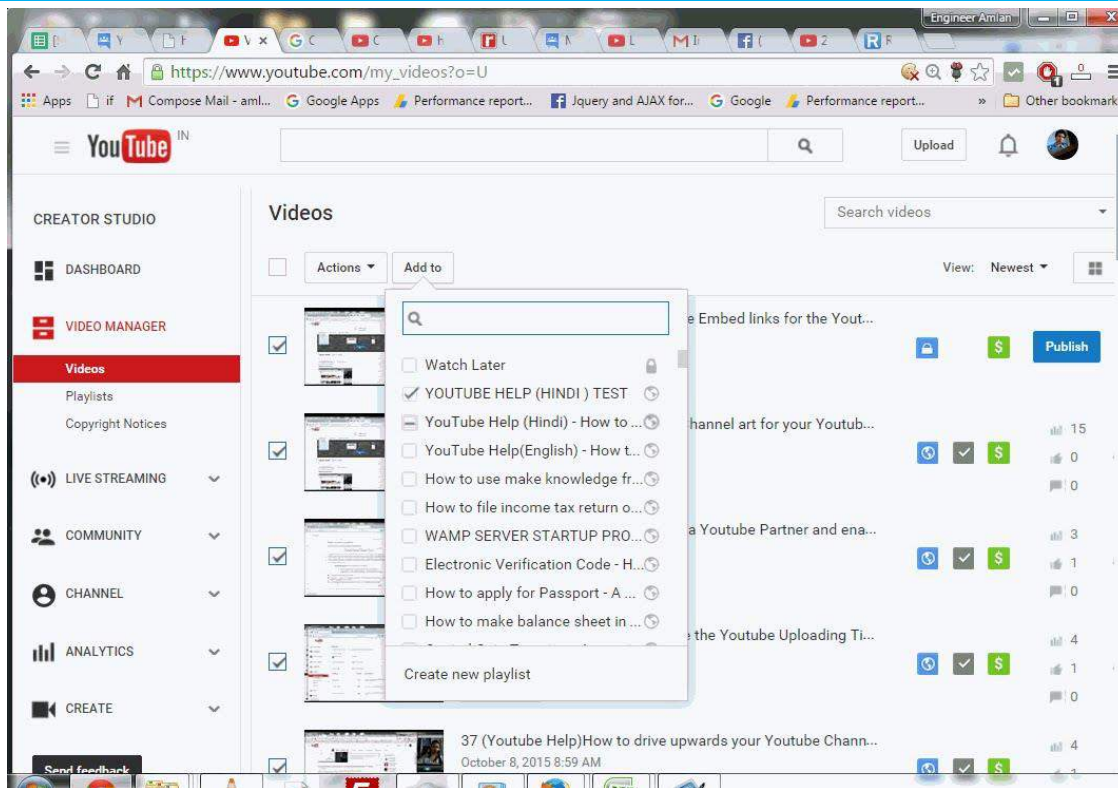 Engineer Amlan
https://www.youtube.com/my_videos?o=U
Apps if Compose Mail - aml... Google Apps Performance report... Jquery and AJAX for... Google Performance report... » Other bookmark
YouTube IN
Upload
CREATOR STUDIO
Videos
Search videos
DASHBOARD
Actions
Add to
View: Newest
VIDEO MANAGER
Videos
Playlists
Copyright Notices
LIVE STREAMING
COMMUNITY
CHANNEL
ANALYTICS
CREATE
Send feedback
Watch Later
YOUTUBE HELP (HINDI ) TEST
YouTube Help (Hindi) - How to ...
YouTube Help(English) - How t...
How to use make knowledge fr...
How to file income tax return o...
WAMP SERVER STARTUP PRO...
Electronic Verification Code - H...
How to apply for Passport - A ...
How to make balance sheet in ...
Create new playlist
e Embed links for the Yout...
$ Publish
hannel art for your Youtub...
$ 15
0
0
a Youtube Partner and ena...
$ 3
1
0
the Youtube Uploading Ti...
$ 4
1
0
37 (Youtube Help)How to drive upwards your Youtube Chann...
October 8, 2015 8:59 AM
$ 4
1